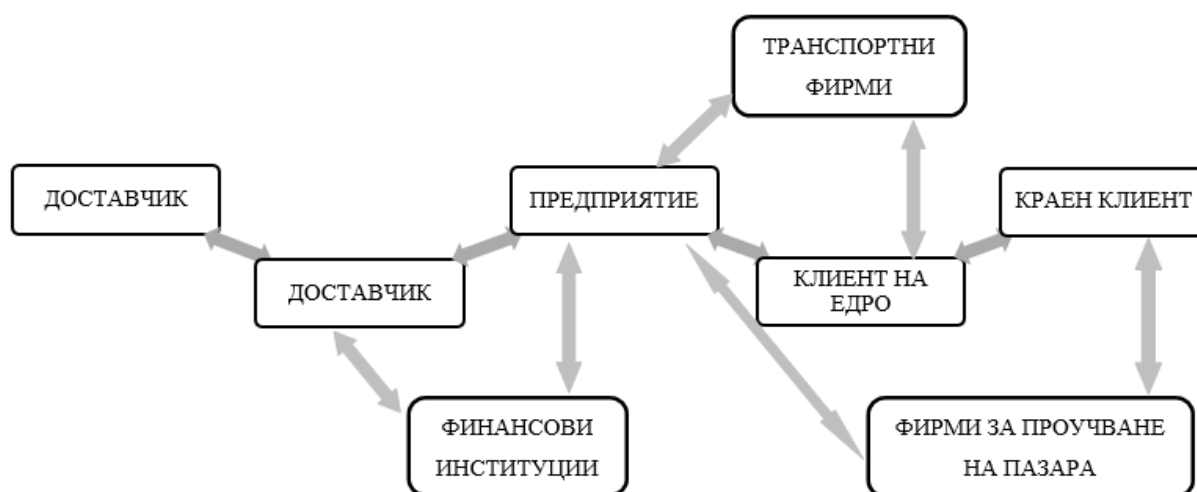 ТРАНСПОРТНИ
ФИРМИ
ДОСТАВЧИК
ПРЕДПРИЯТИЕ
КРАЕН КЛИЕНТ
ДОСТАВЧИК
КЛИЕНТ НА
ЕДРО
ФИНАНСОВИ
ИНСТИТУЦИИ
ФИРМИ ЗА ПРОУЧВАНЕ
НА ПАЗАРА